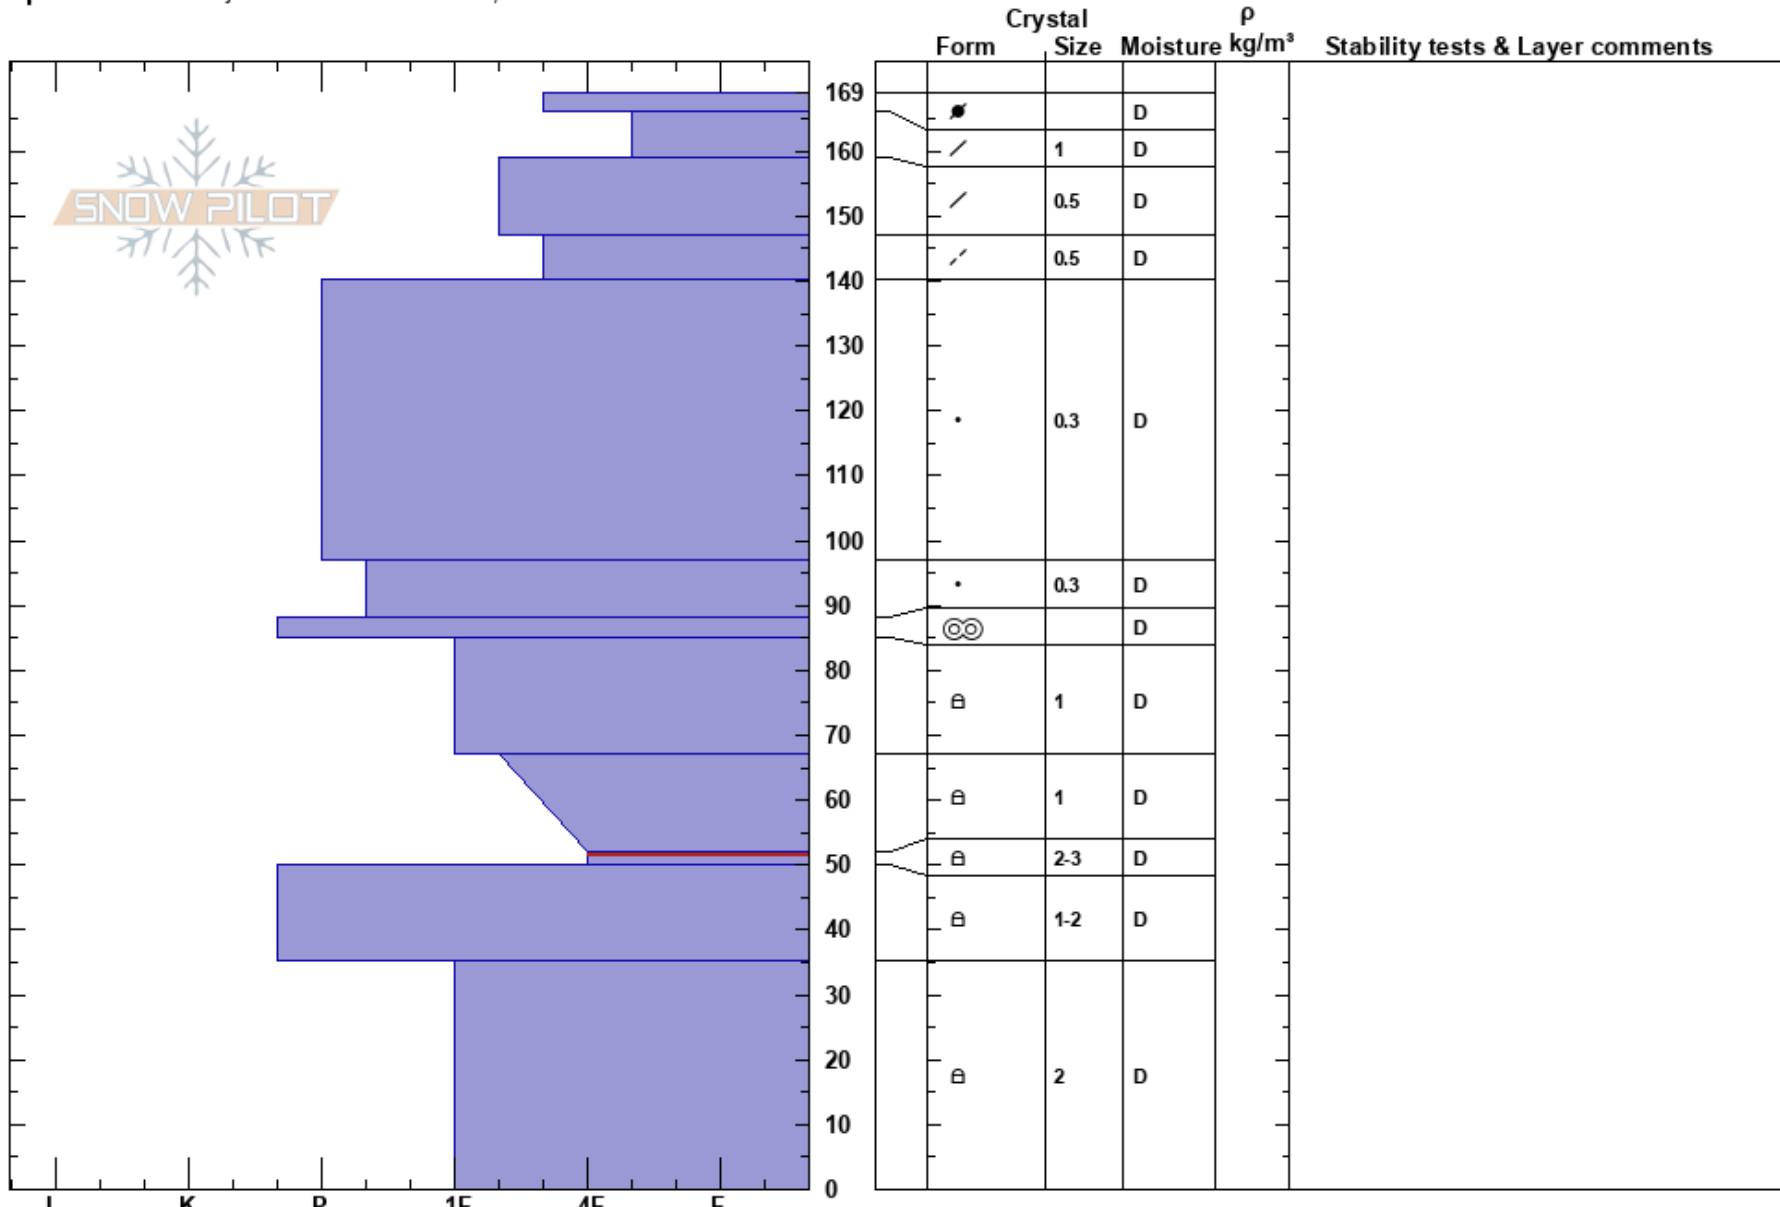 Crystal ρ
Form Size Moisture kg/m³ Stability tests & Layer comments
SNOW PILOT
169
D
160 1 D
0.5 D
150
0.5 D
140
130
120 0.3 D
110
100
0.3 D
90
D
80
1 D
70
60 1 D
50 2-3 D
40 1-2 D
30
20 2 D
10
0
I K P 1F 4F F